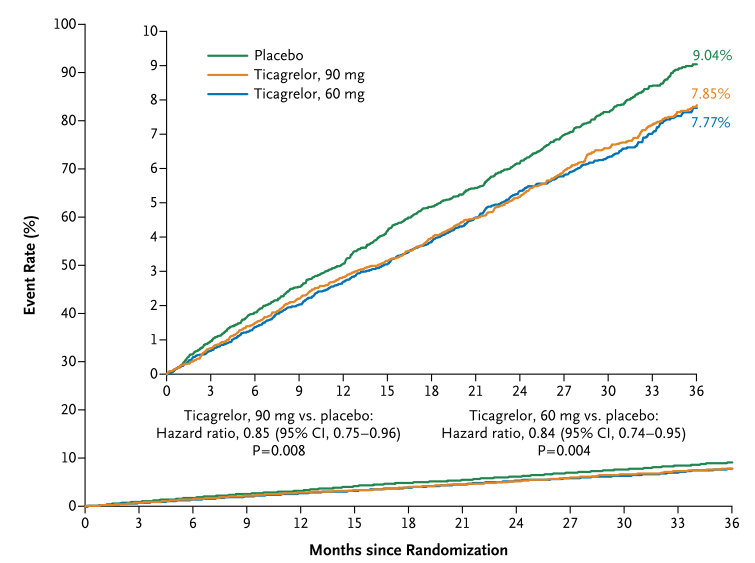 100
90
80
70
60
50
40
30
20
10
0
Event Rate (%)
10
9
8
7
6
5
4
3
2
1
0
Placebo
Ticagrelor, 90 mg
Ticagrelor, 60 mg
9.04%
7.85%
7.77%
0 3 6 9 12 15 18 21 24 27 30 33 36
Ticagrelor, 90 mg vs. placebo:
Hazard ratio, 0.85 (95% CI, 0.75–0.96)
P=0.008
Ticagrelor, 60 mg vs. placebo:
Hazard ratio, 0.84 (95% CI, 0.74–0.95)
P=0.004
0 3 6 9 12 15 18 21 24 27 30 33 36
Months since Randomization